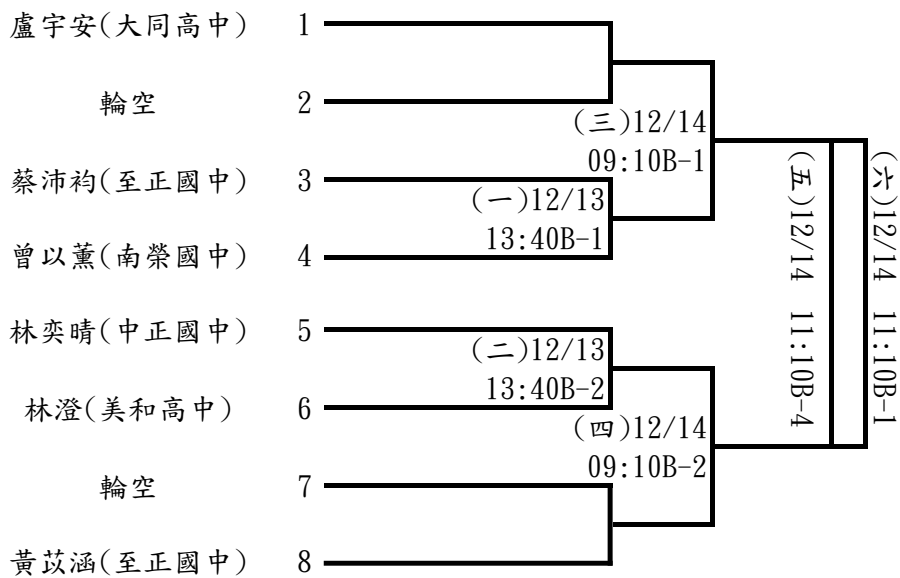 盧宇安(大同高中) 1
輪空 2
(三)12/14
09:10B-1
蔡沛袀(至正國中) 3
(一)12/13
13:40B-1
曾以薰(南榮國中) 4
林奕晴(中正國中) 5
(二)12/13
13:40B-2
林澄(美和高中) 6
(四)12/14
09:10B-2
輪空 7
黃苡涵(至正國中) 8
(五)12/14 11:10B-4
(六)12/14 11:10B-1